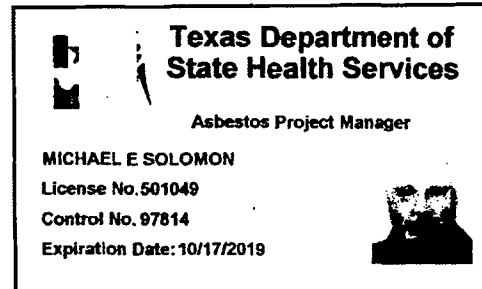 Texas Department of
State Health Services
Asbestos Project Manager
MICHAEL E SOLOMON
License No. 501049
Control No. 97814
Expiration Date: 10/17/2019